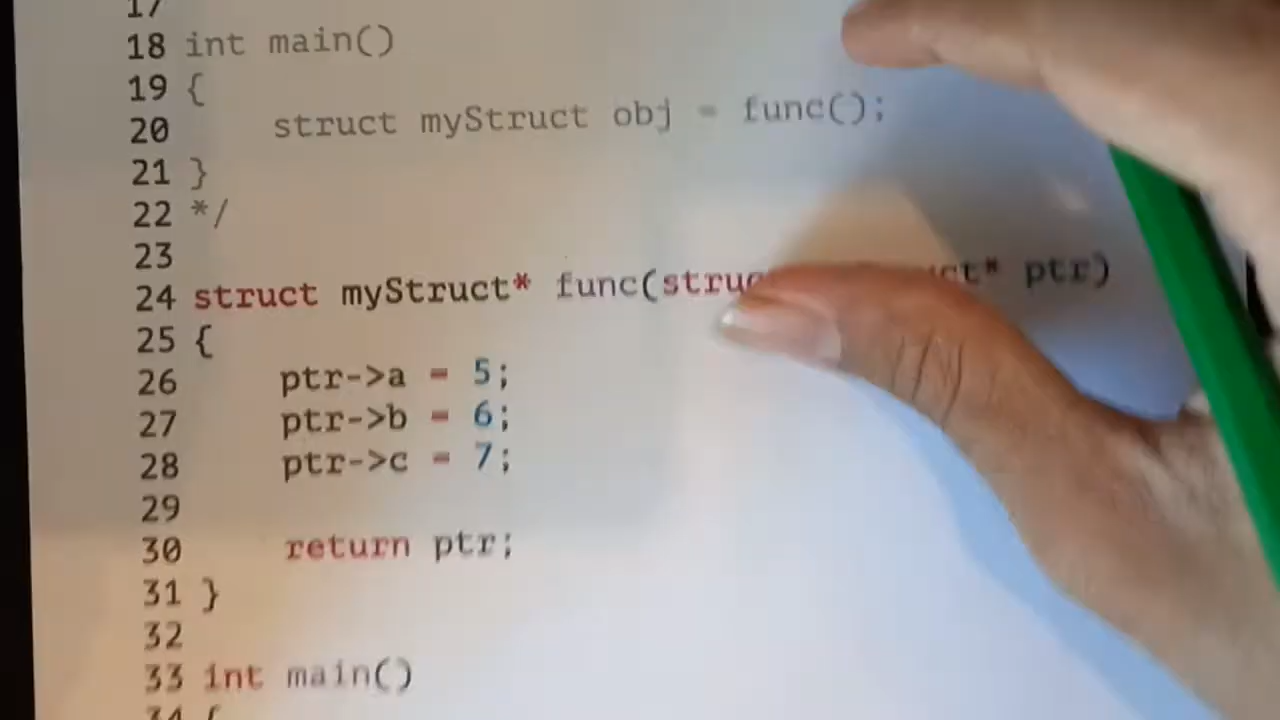 17
18 int main()
19 {
20 struct myStruct obj = func();
21 }
22 */
23
24 struct myStruct* func(struc ct* ptr)
25 {
26 ptr->a = 5;
27 ptr->b = 6;
28 ptr->c = 7;
29
30 return ptr;
31 }
32
33 int main()
34 {